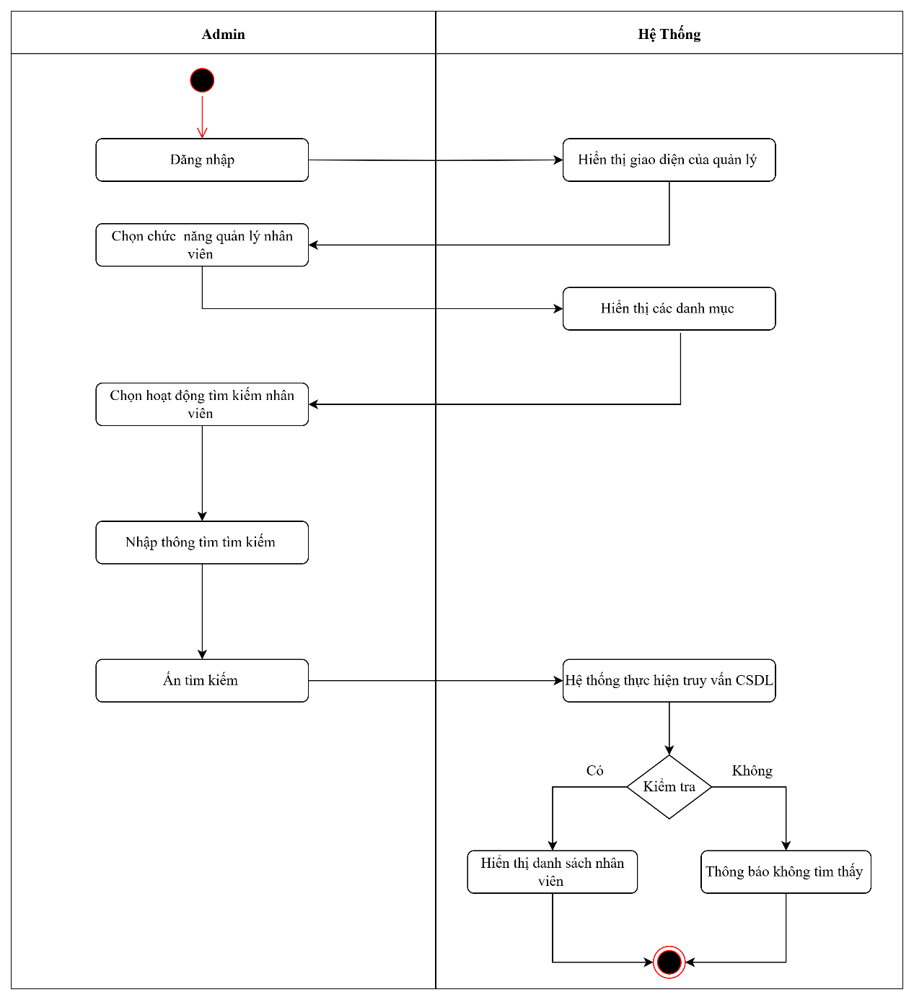 Admin
Hệ Thống
Đăng nhập
Hiển thị giao diện của quản lý
Chọn chức năng quản lý nhân
viên
Hiển thị các danh mục
Chọn hoạt động tìm kiếm nhân
viên
Nhập thông tìm tìm kiếm
Ấn tìm kiếm
Hệ thống thực hiện truy vấn CSDL
Có
Không
Kiểm tra
Hiển thị danh sách nhân
viên
Thông báo không tìm thấy